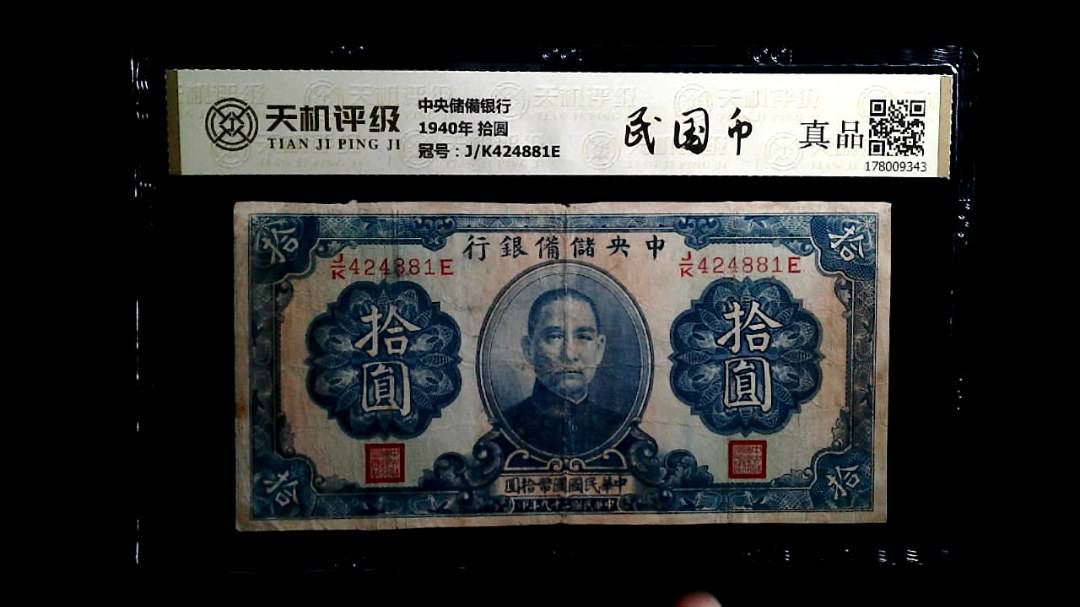 天机评级
TIAN JI PING JI
中央储備银行
1940年 拾圆
冠号：J/K424881E
民国币
真品
178009343
行銀備儲央中
J/K424881E
J/K424881E
拾
拾
拾圓
拾圓
圓拾幣國國民華中
拾
拾